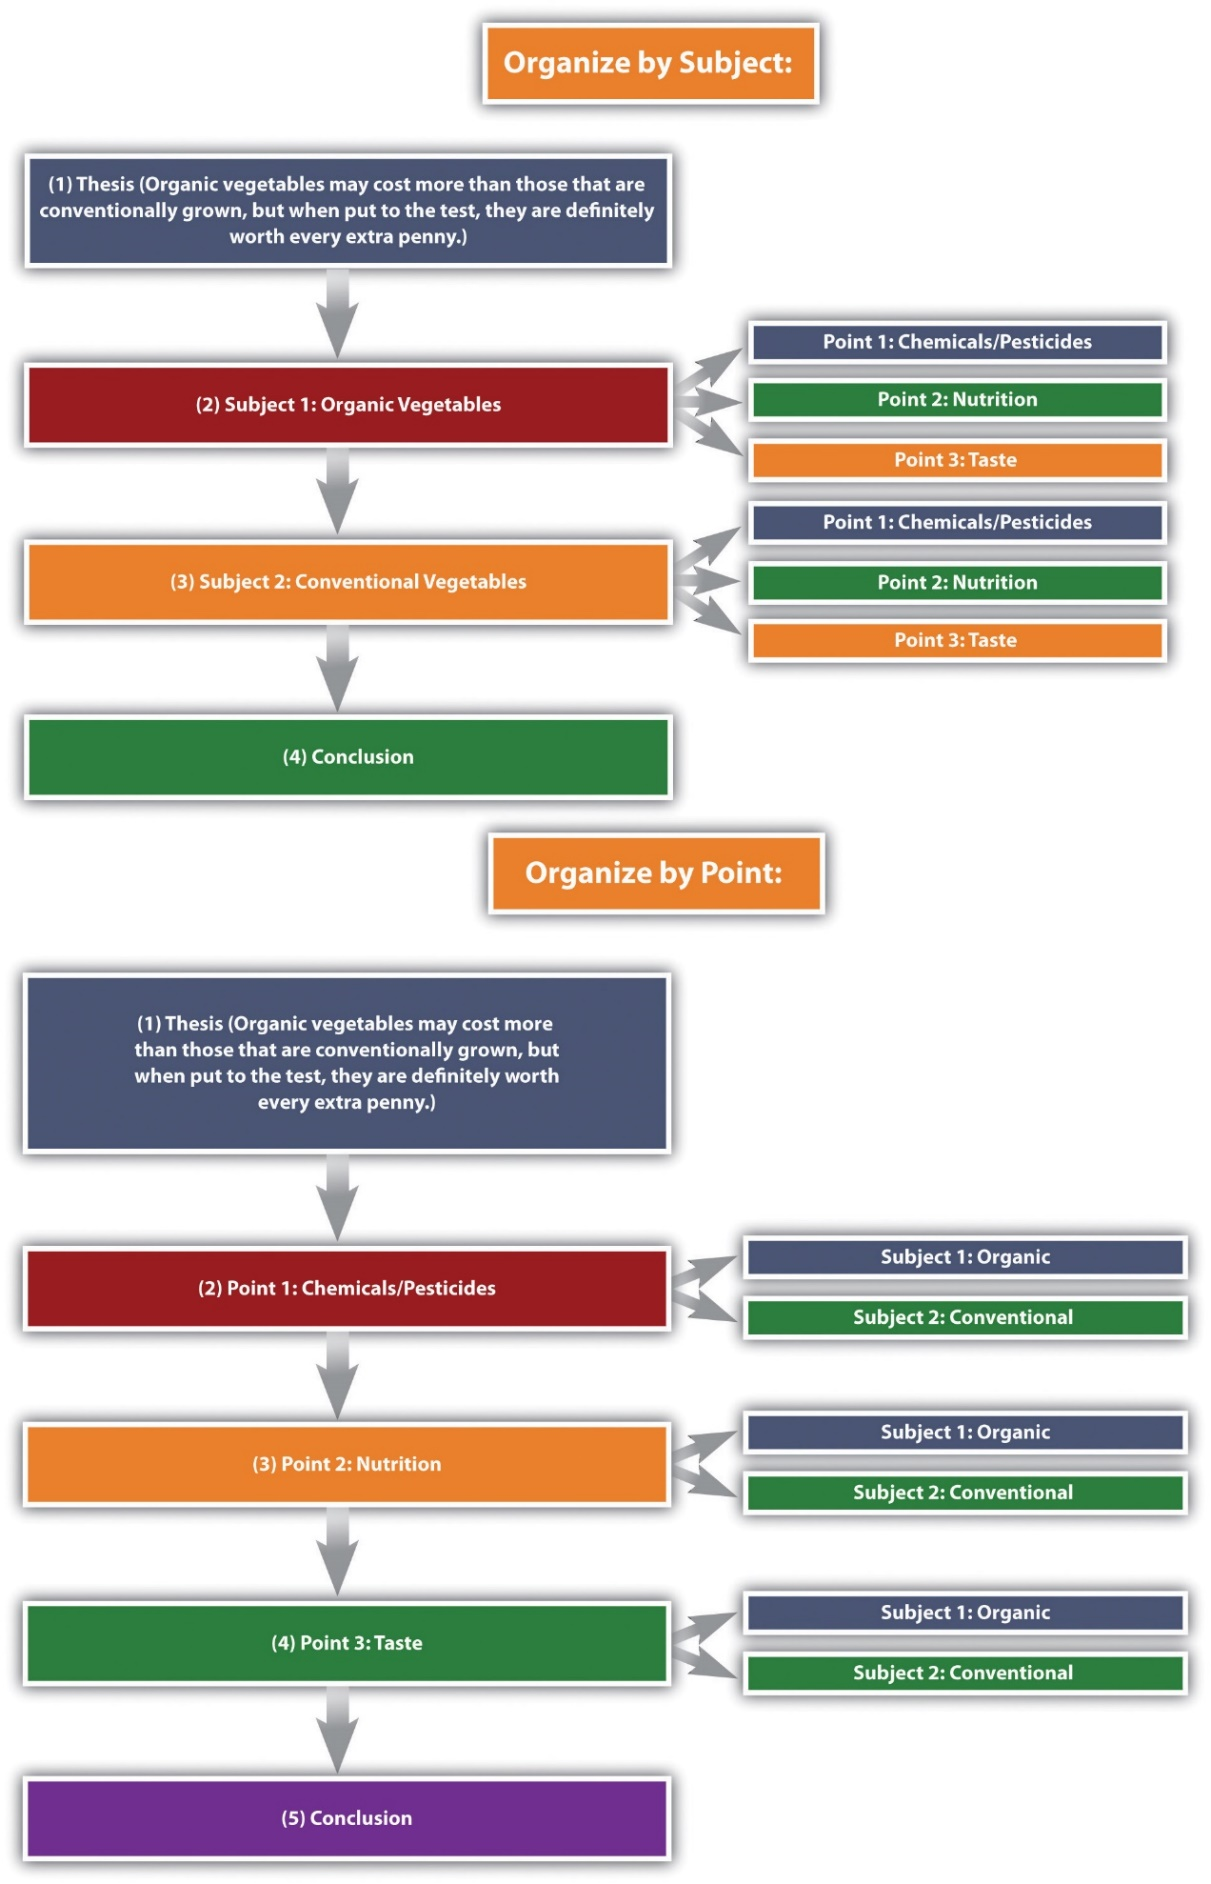 Organize by Subject:
(1) Thesis (Organic vegetables may cost more than those that are
conventionally grown, but when put to the test, they are definitely
worth every extra penny.)
(2) Subject 1: Organic Vegetables
Point 1: Chemicals/Pesticides
Point 2: Nutrition
Point 3: Taste
(3) Subject 2: Conventional Vegetables
Point 1: Chemicals/Pesticides
Point 2: Nutrition
Point 3: Taste
(4) Conclusion
Organize by Point:
(1) Thesis (Organic vegetables may cost more
than those that are conventionally grown, but
when put to the test, they are definitely worth
every extra penny.)
(2) Point 1: Chemicals/Pesticides
Subject 1: Organic
Subject 2: Conventional
(3) Point 2: Nutrition
Subject 1: Organic
Subject 2: Conventional
(4) Point 3: Taste
Subject 1: Organic
Subject 2: Conventional
(5) Conclusion